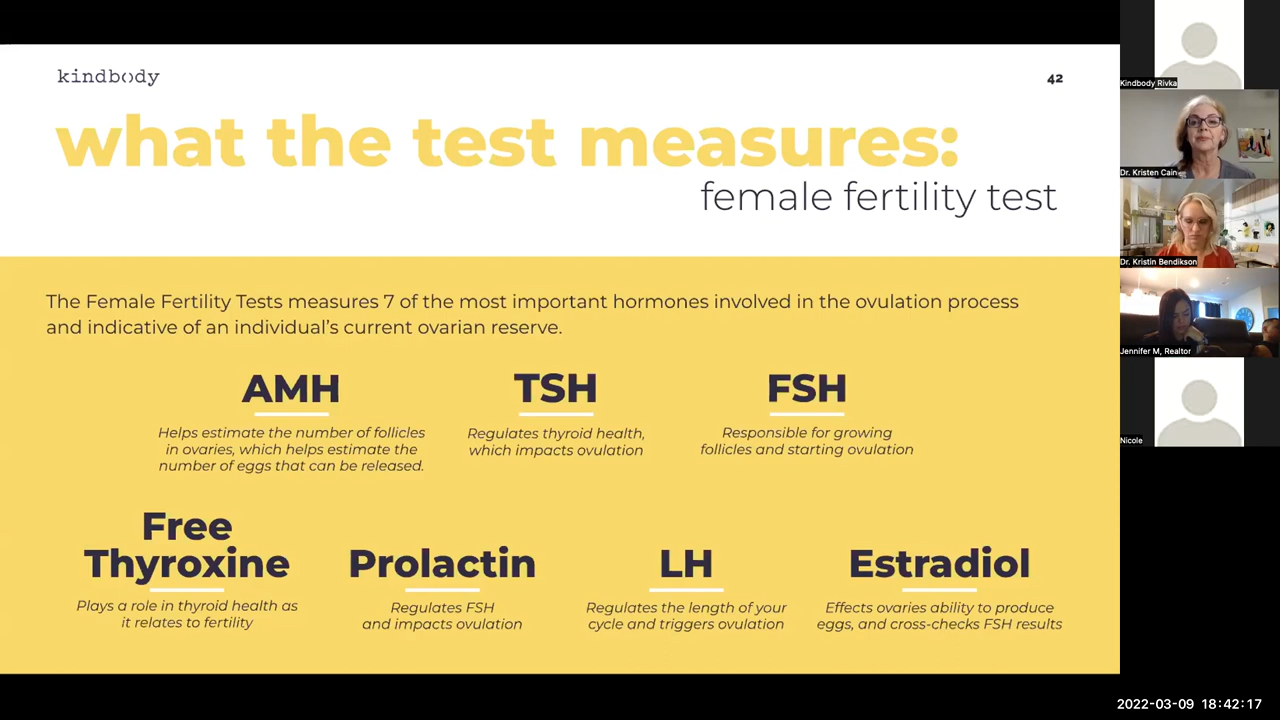 kindbody
42
what the test measures:
female fertility test
The Female Fertility Tests measures 7 of the most important hormones involved in the ovulation process
and indicative of an individual's current ovarian reserve.
AMH
Helps estimate the number of follicles
in ovaries, which helps estimate the
number of eggs that can be released.
TSH
Regulates thyroid health,
which impacts ovulation
FSH
Responsible for growing
follicles and starting ovulation
Free
Thyroxine
Plays a role in thyroid health as
it relates to fertility
Prolactin
Regulates FSH
and impacts ovulation
LH
Regulates the length of your
cycle and triggers ovulation
Estradiol
Effects ovaries ability to produce
eggs, and cross-checks FSH results
Kindbody Rivka
Dr. Kristen Cain
Dr. Kristin Bendikson
Jennifer M, Realtor
Nicole
2022-03-09 18:42:17